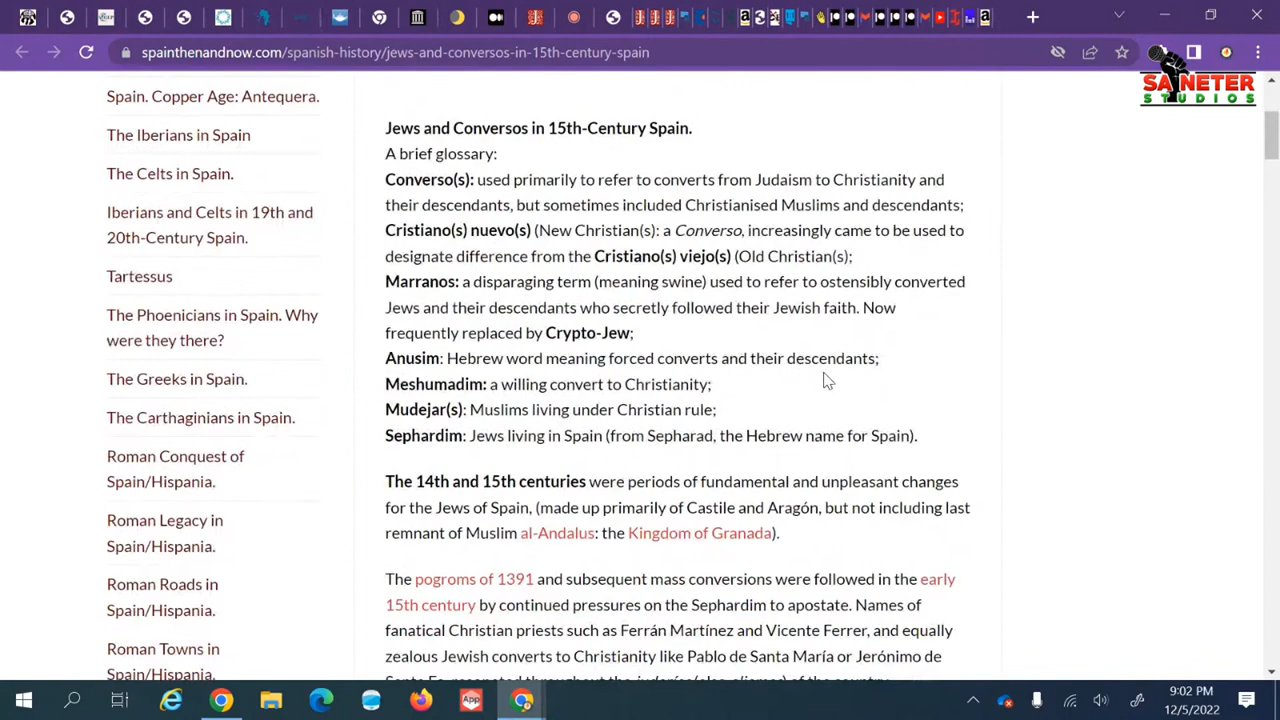 spainthenandnow.com/spanish-history/jews-and-conversos-in-15th-century-spain
SA NETER
STUDIOS
Spain. Copper Age: Antequera.
The Iberians in Spain
The Celts in Spain.
Iberians and Celts in 19th and
20th-Century Spain.
Tartessus
The Phoenicians in Spain. Why
were they there?
The Greeks in Spain.
The Carthaginians in Spain.
Roman Conquest of
Spain/Hispania.
Roman Legacy in
Spain/Hispania.
Roman Roads in
Spain/Hispania.
Roman Towns in
Spain/Hispania.
Jews and Conversos in 15th-Century Spain.
A brief glossary:
Converso(s): used primarily to refer to converts from Judaism to Christianity and
their descendants, but sometimes included Christianised Muslims and descendants;
Cristiano(s) nuevo(s) (New Christian(s): a Converso, increasingly came to be used to
designate difference from the Cristiano(s) viejo(s) (Old Christian(s);
Marranos: a disparaging term (meaning swine) used to refer to ostensibly converted
Jews and their descendants who secretly followed their Jewish faith. Now
frequently replaced by Crypto-Jew;
Anusim: Hebrew word meaning forced converts and their descendants;
Meshumadim: a willing convert to Christianity;
Mudejar(s): Muslims living under Christian rule;
Sephardim: Jews living in Spain (from Sepharad, the Hebrew name for Spain).
The 14th and 15th centuries were periods of fundamental and unpleasant changes
for the Jews of Spain, (made up primarily of Castile and Aragón, but not including last
remnant of Muslim al-Andalus: the Kingdom of Granada).
The pogroms of 1391 and subsequent mass conversions were followed in the early
15th century by continued pressures on the Sephardim to apostate. Names of
fanatical Christian priests such as Ferrán Martínez and Vicente Ferrer, and equally
zealous Jewish converts to Christianity like Pablo de Santa María or Jerónimo de
App
9:02 PM
12/5/2022